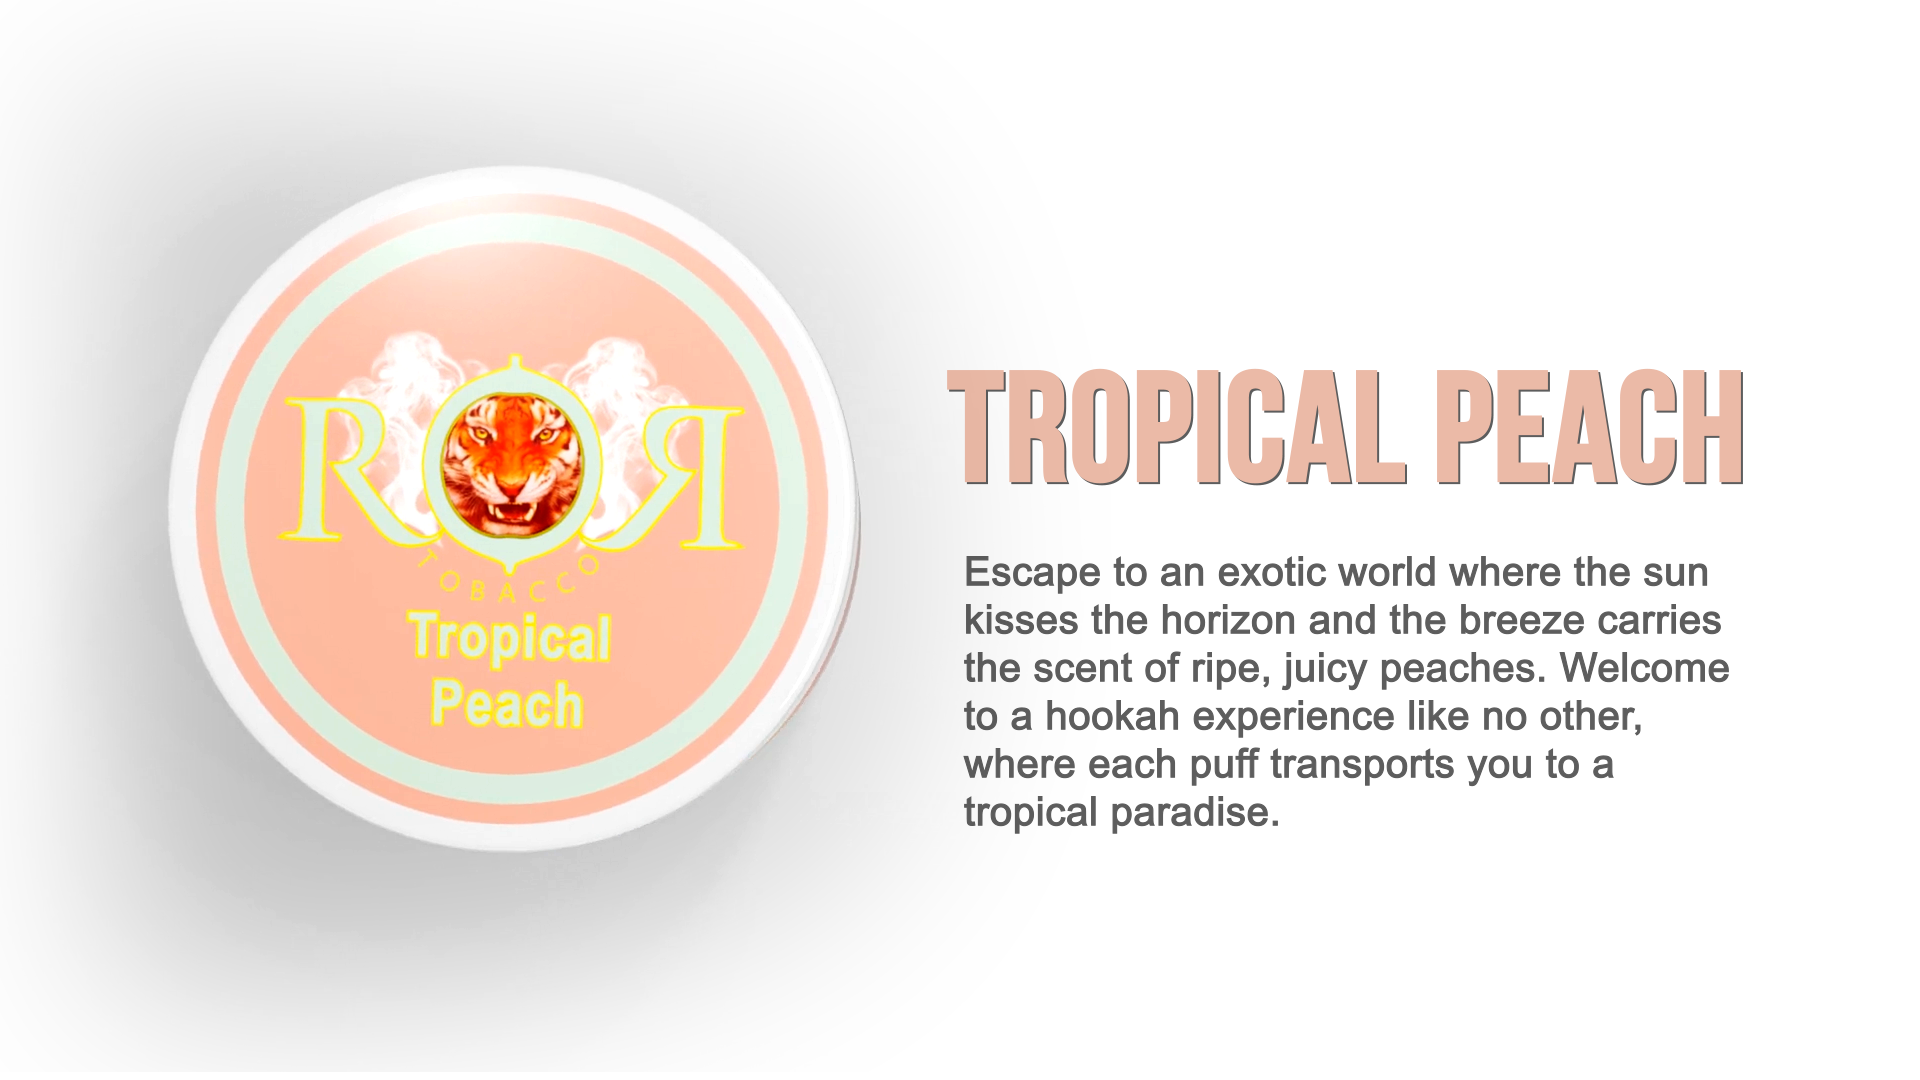 ROR
TOBACCO
Tropical
Peach
TROPICAL PEACH
Escape to an exotic world where the sun
kisses the horizon and the breeze carries
the scent of ripe, juicy peaches. Welcome
to a hookah experience like no other,
where each puff transports you to a
tropical paradise.